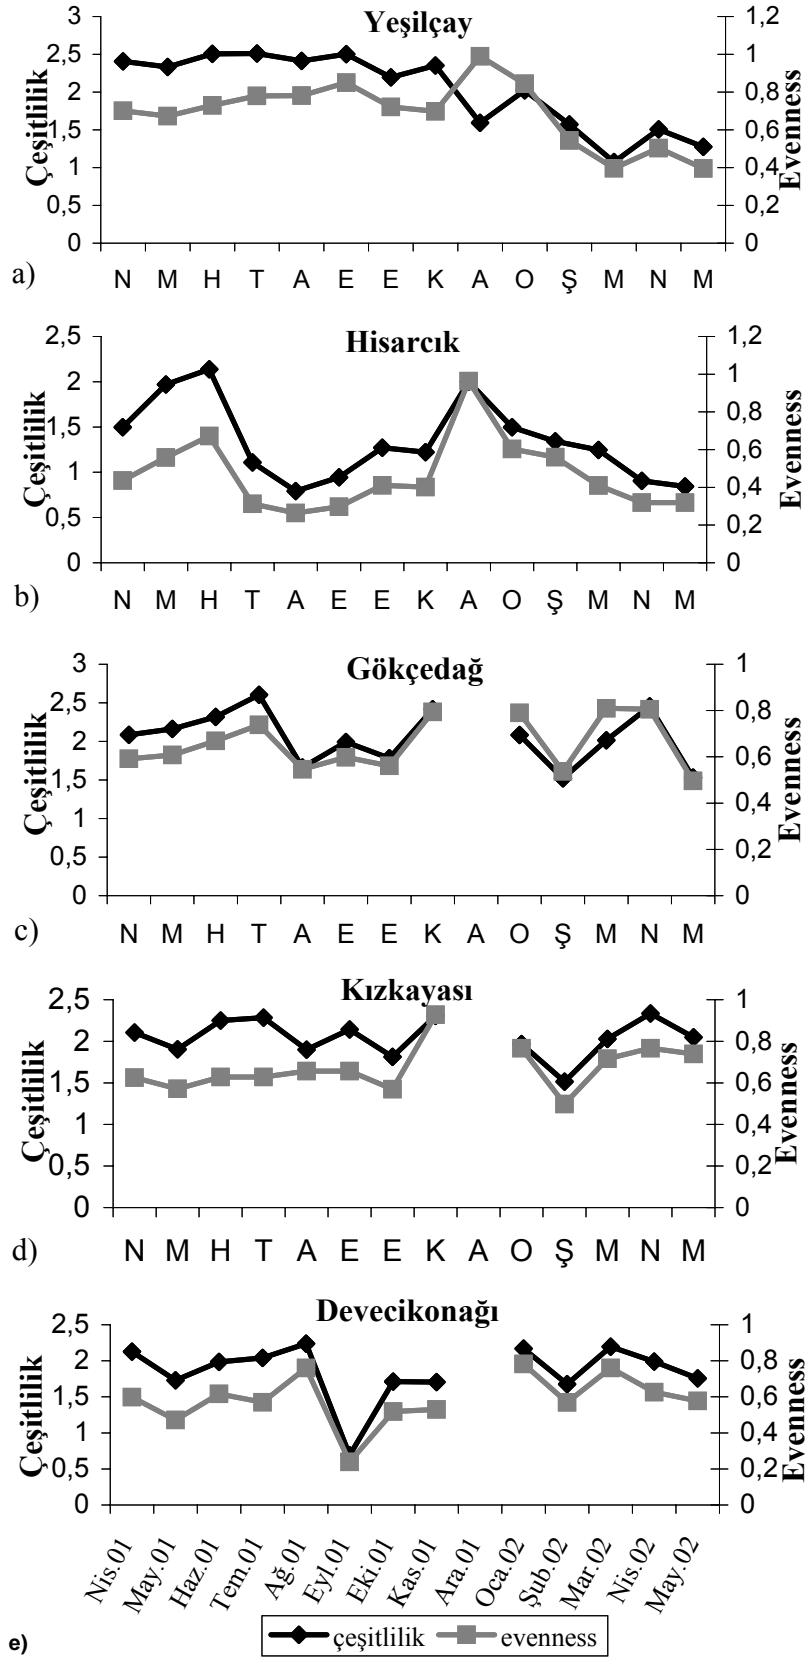 Yeşilçay
Çeşitlilik
3
2,5
2
1,5
1
0,5
0
1,2
1
0,8
0,6
0,4
0,2
0
Evenness
a)
N M H T A E E K A O Ş M N M
Hisarcık
Çeşitlilik
2,5
2
1,5
1
0,5
0
1,2
1
0,8
0,6
0,4
0,2
0
Evenness
b)
N M H T A E E K A O Ş M N M
Gökçedağ
Çeşitlilik
3
2,5
2
1,5
1
0,5
0
1
0,8
0,6
0,4
0,2
0
Evenness
c)
N M H T A E E K A O Ş M N M
Kızkayası
Çeşitlilik
2,5
2
1,5
1
0,5
0
1
0,8
0,6
0,4
0,2
0
Evenness
d)
N M H T A E E K A O Ş M N M
Devecikonağı
Çeşitlilik
2,5
2
1,5
1
0,5
0
1
0,8
0,6
0,4
0,2
0
Evenness
Nis.01 May.01 Haz.01 Tem.01 Ağ.01 Eyl.01 Eki.01 Kas.01 Ara.01 Oca.02 Şub.02 Mar.02 Nis.02 May.02
e)
çeşitlilik evenness